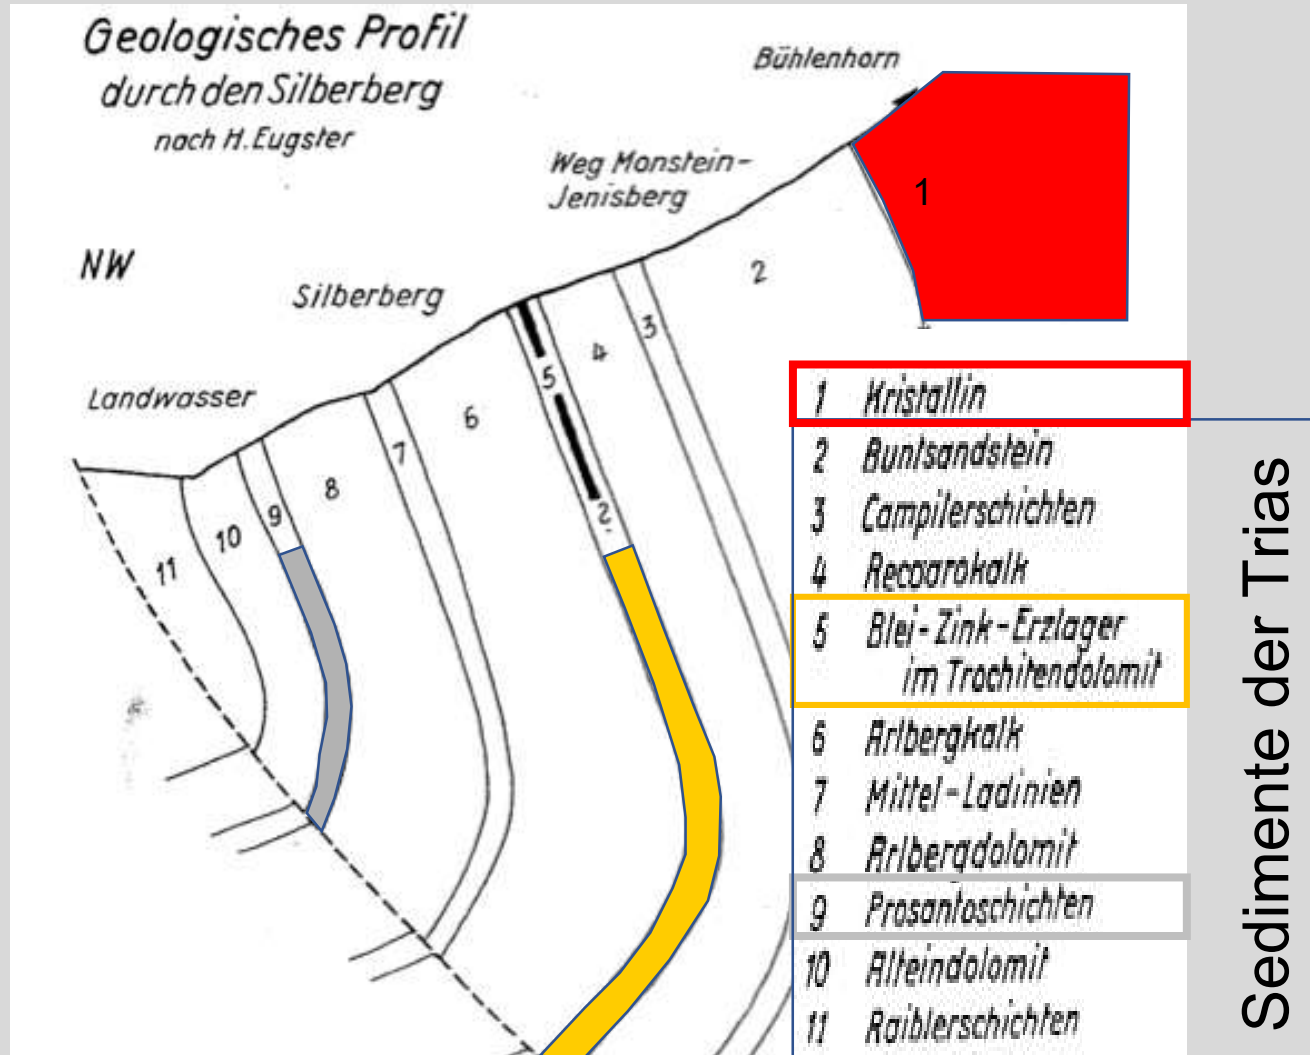 Geologisches Profil
durch den Silberberg
nach H. Eugster
Bühlenhorn
Weg Monstein-
Jenisberg
NW
Silberberg
Landwasser
1
2
3
4
5
6
7
8
9
10
11
2.
1 Kristallin
2 Buntsandstein
3 Campilerschichten
4 Recoarokalk
5 Blei-Zink-Erzlager
im Trochitendolomit
6 Arlbergkalk
7 Mittel-Ladinien
8 Arlbergdolomit
9 Prosantoschichten
10 Alteindolomit
11 Raiblerschichten
Sedimente der Trias